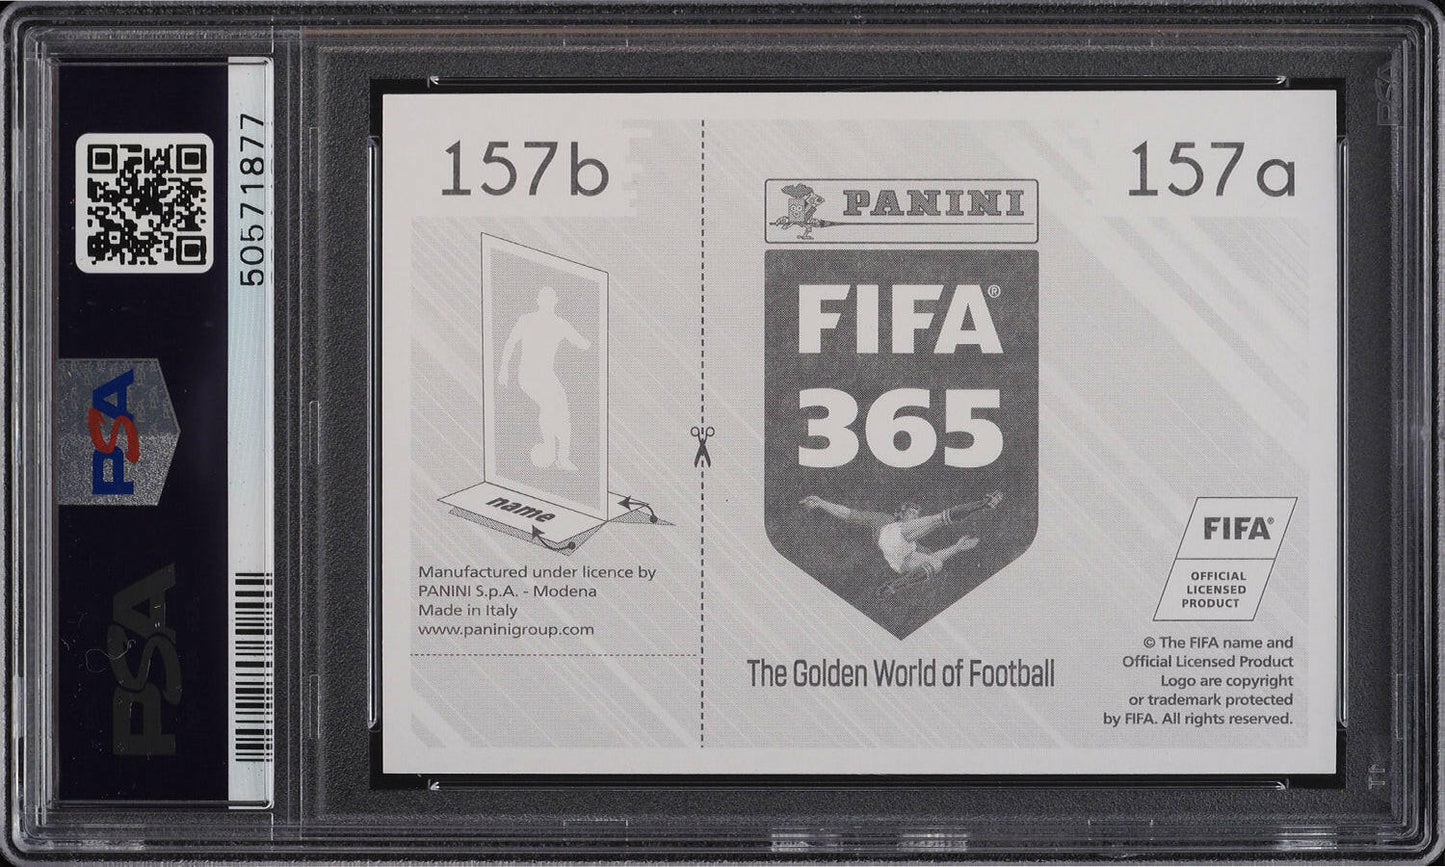 50571877
PSA
PSA
157b
157a
PANINI
FIFA®
365
name
Manufactured under licence by
PANINI S.p.A. - Modena
Made in Italy
www.paninigroup.com
The Golden World of Football
FIFA®
OFFICIAL
LICENSED
PRODUCT
© The FIFA name and
Official Licensed Product
Logo are copyright
or trademark protected
by FIFA. All rights reserved.
PSA